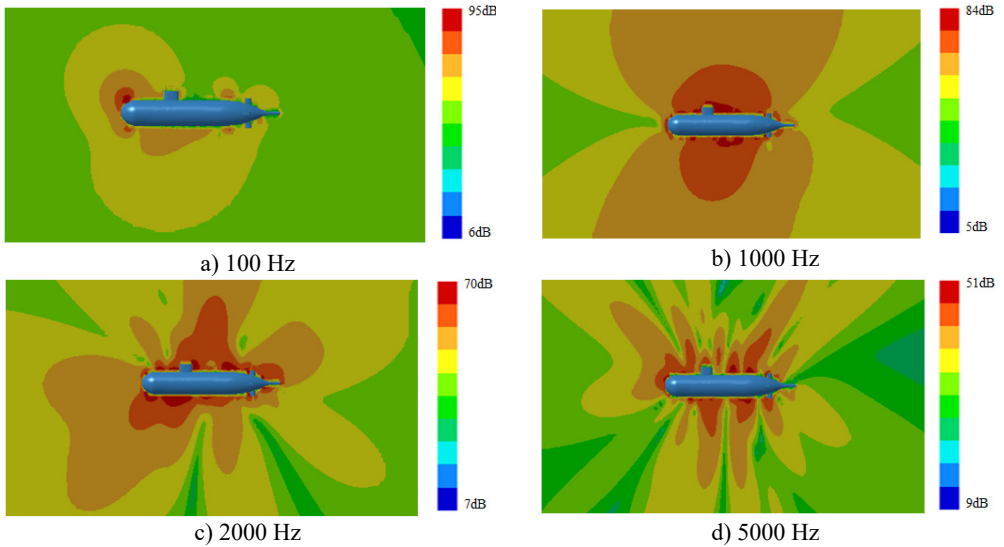 95dB
6dB
a) 100 Hz
84dB
5dB
b) 1000 Hz
70dB
7dB
c) 2000 Hz
51dB
9dB
d) 5000 Hz